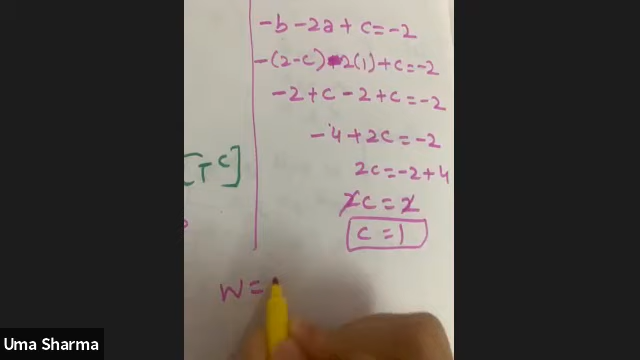 -b-2a+c=-2
-(2-c)-2(1)+c=-2
-2+c-2+c=-2
-4+2c=-2
2c=-2+4
2c=2
c=1
[T^c]
W=
Uma Sharma